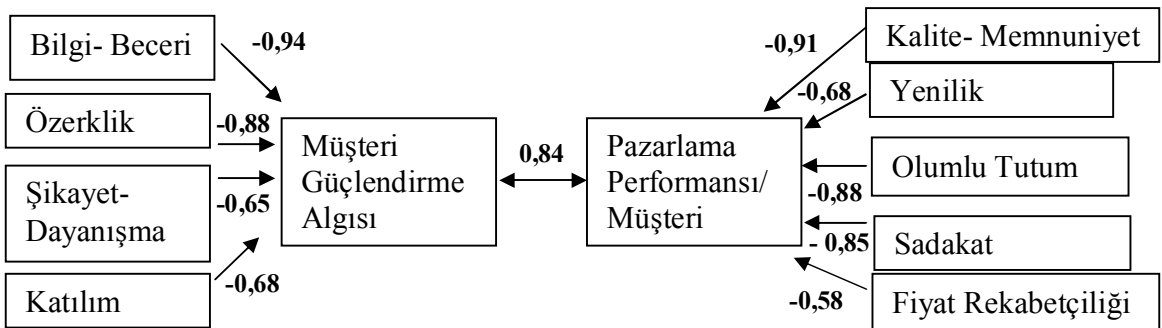 Bilgi- Beceri
-0,94
Özerklik
-0,88
Şikayet-
Dayanışma
-0,65
Katılım
-0,68
Müşteri
Güçlendirme
Algısı
0,84
Pazarlama
Performansı/
Müşteri
-0,91
Kalite- Memnuniyet
-0,68
Yenilik
Olumlu Tutum
-0,88
- 0,85
Sadakat
-0,58
Fiyat Rekabetçiliği